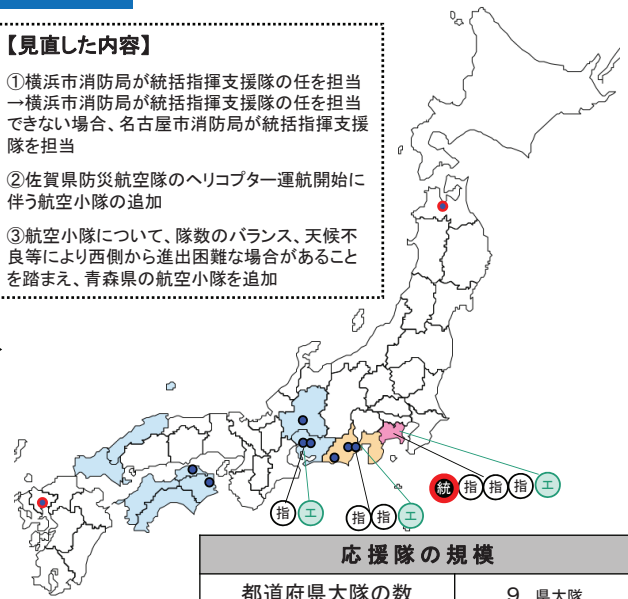 【見直した内容】
①横浜市消防局が統括指揮支援隊の任を担当
→横浜市消防局が統括指揮支援隊の任を担当
できない場合、名古屋市消防局が統括指揮支援
隊を担当
②佐賀県防災航空隊のヘリコプター運航開始に
伴う航空小隊の追加
③航空小隊について、隊数のバランス、天候不
良等により西側から進出困難な場合があること
を踏まえ、青森県の航空小隊を追加
統 指 指 指 エ
指 エ 指 指 エ
応援隊の規模
都道府県大隊の数 9 県大隊